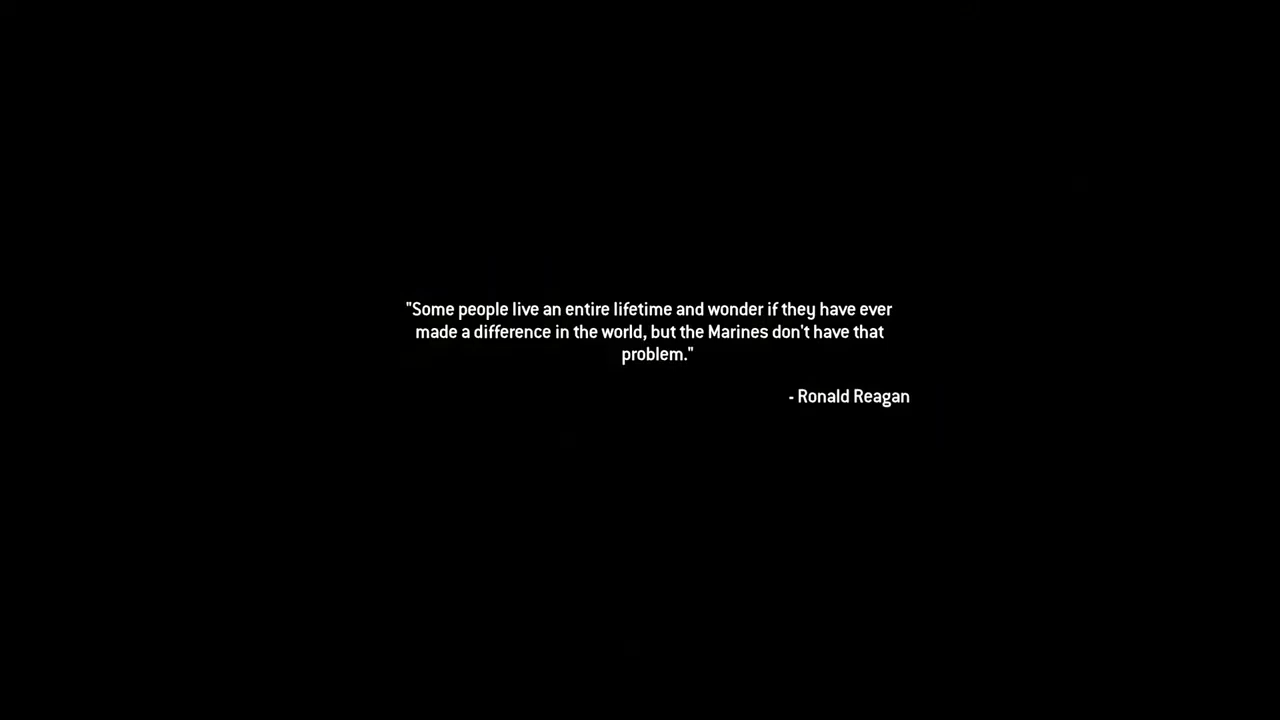 "Some people live an entire lifetime and wonder if they have ever
made a difference in the world, but the Marines don't have that
problem."
- Ronald Reagan